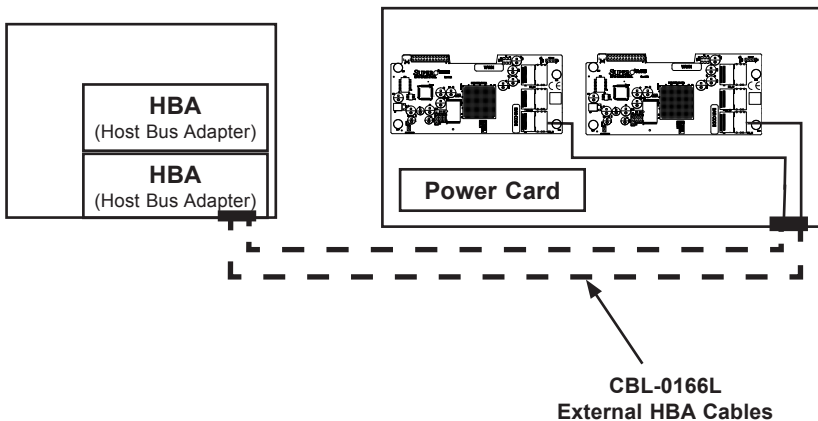 HBA
(Host Bus Adapter)
HBA
(Host Bus Adapter)
Power Card
CBL-0166L
External HBA Cables